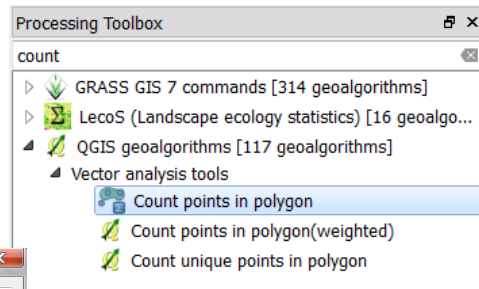 Processing Toolbox
count
GRASS GIS 7 commands [314 geoalgorithms]
LecoS (Landscape ecology statistics) [16 geoalgo...
QGIS geoalgorithms [117 geoalgorithms]
Vector analysis tools
Count points in polygon
Count points in polygon(weighted)
Count unique points in polygon